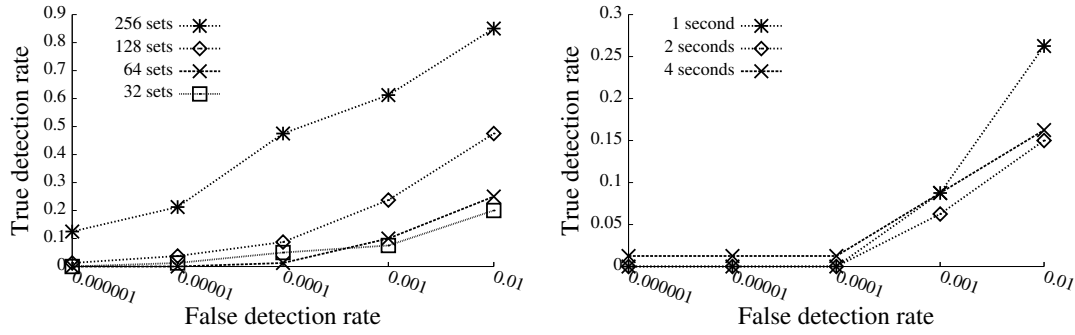 0.9
0.8
0.7
0.6
0.5
0.4
0.3
0.2
0.1
0
True detection rate
256 sets
128 sets
64 sets
32 sets
0.000001
0.00001
0.0001
0.001
0.01
False detection rate
0.3
0.25
0.2
0.15
0.1
0.05
0
True detection rate
1 second
2 seconds
4 seconds
0.000001
0.00001
0.0001
0.001
0.01
False detection rate